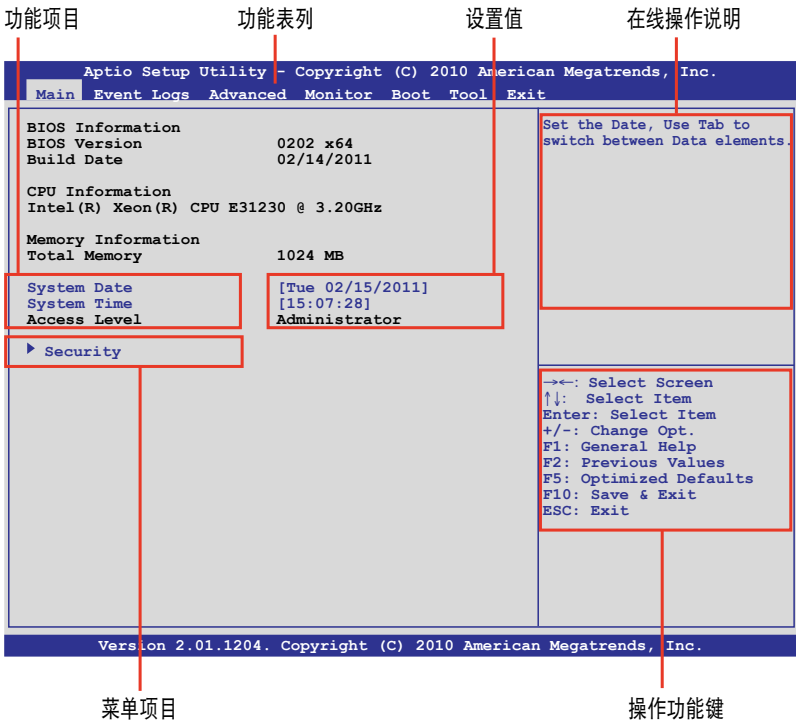 功能项目 功能表列 设置值 在线操作说明
Aptio Setup Utility - Copyright (C) 2010 American Megatrends, Inc.
Main Event Logs Advanced Monitor Boot Tool Exit
BIOS Information
BIOS Version 0202 x64
Build Date 02/14/2011
CPU Information
Intel(R) Xeon(R) CPU E31230 @ 3.20GHz
Memory Information
Total Memory 1024 MB
System Date [Tue 02/15/2011]
System Time [15:07:28]
Access Level Administrator
Security
Set the Date, Use Tab to
switch between Data elements.
→←: Select Screen
↑↓: Select Item
Enter: Select Item
+/-: Change Opt.
F1: General Help
F2: Previous Values
F5: Optimized Defaults
F10: Save & Exit
ESC: Exit
Version 2.01.1204. Copyright (C) 2010 American Megatrends, Inc.
菜单项目 操作功能键